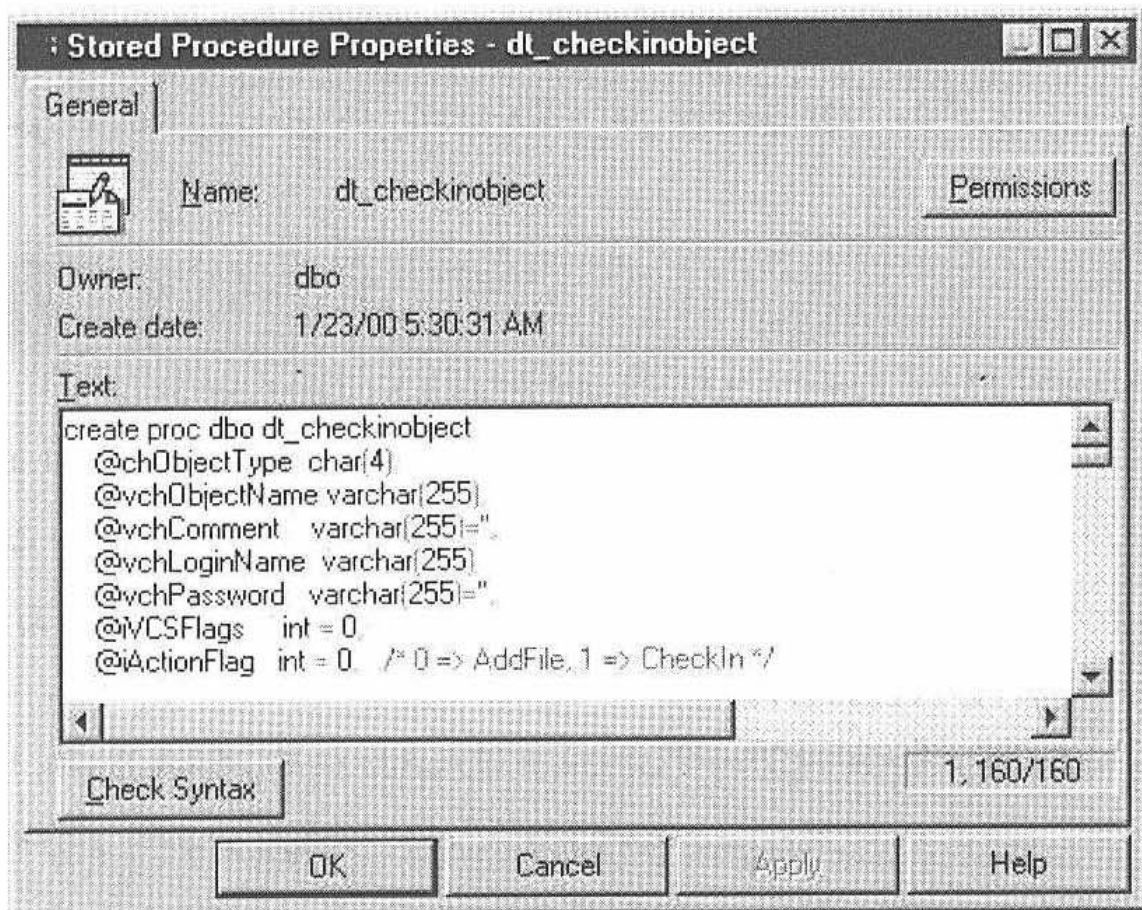 Stored Procedure Properties - dt_checkinobject
General
Name: dt_checkinobject
Permissions
Owner: dbo
Create date: 1/23/00 5:30:31 AM
Text:
create proc dbo dt_checkinobject
@chObjectType char(4)
@vchObjectName varchar(255)
@vchComment varchar(255)='',
@vchLoginName varchar(255)
@vchPassword varchar(255)='',
@iVCSFlags int = 0,
@iActionFlag int = 0, /* 0 => AddFile, 1 => CheckIn */
Check Syntax
1, 160/160
OK Cancel Apply Help